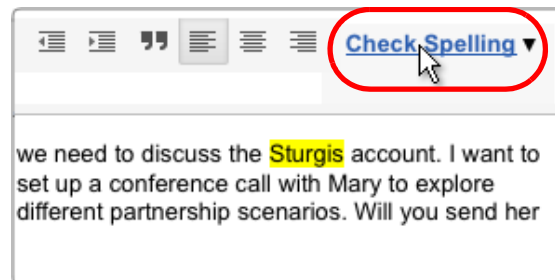 Check Spelling ▼
we need to discuss the Sturgis account. I want to
set up a conference call with Mary to explore
different partnership scenarios. Will you send her